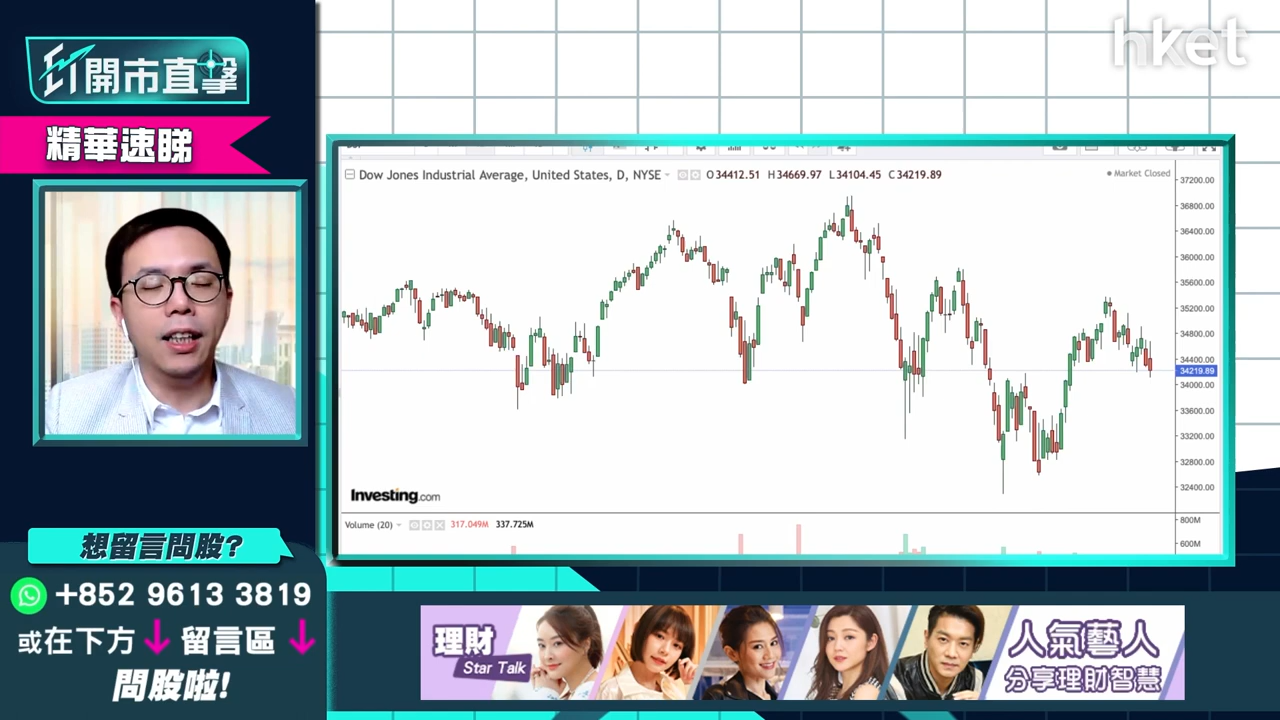 hket
ET開市直擊
精華速睇
Dow Jones Industrial Average, United States, D, NYSE O34412.51 H34669.97 L34104.45 C34219.89
Market Closed
37200.00
36800.00
36400.00
36000.00
35600.00
35200.00
34800.00
34400.00
34219.89
34000.00
33600.00
33200.00
32800.00
32400.00
Investing.com
Volume (20) 317.049M 337.725M
800M
600M
想留言問股?
+852 9613 3819
或在下方 留言區
問股啦!
理財
Star Talk
人氣藝人
分享理財智慧